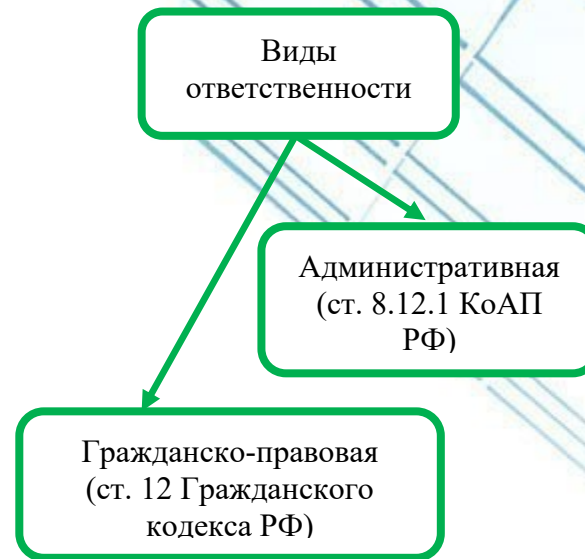 Виды
ответственности
Административная
(ст. 8.12.1 КоАП
РФ)
Гражданско-правовая
(ст. 12 Гражданского
кодекса РФ)